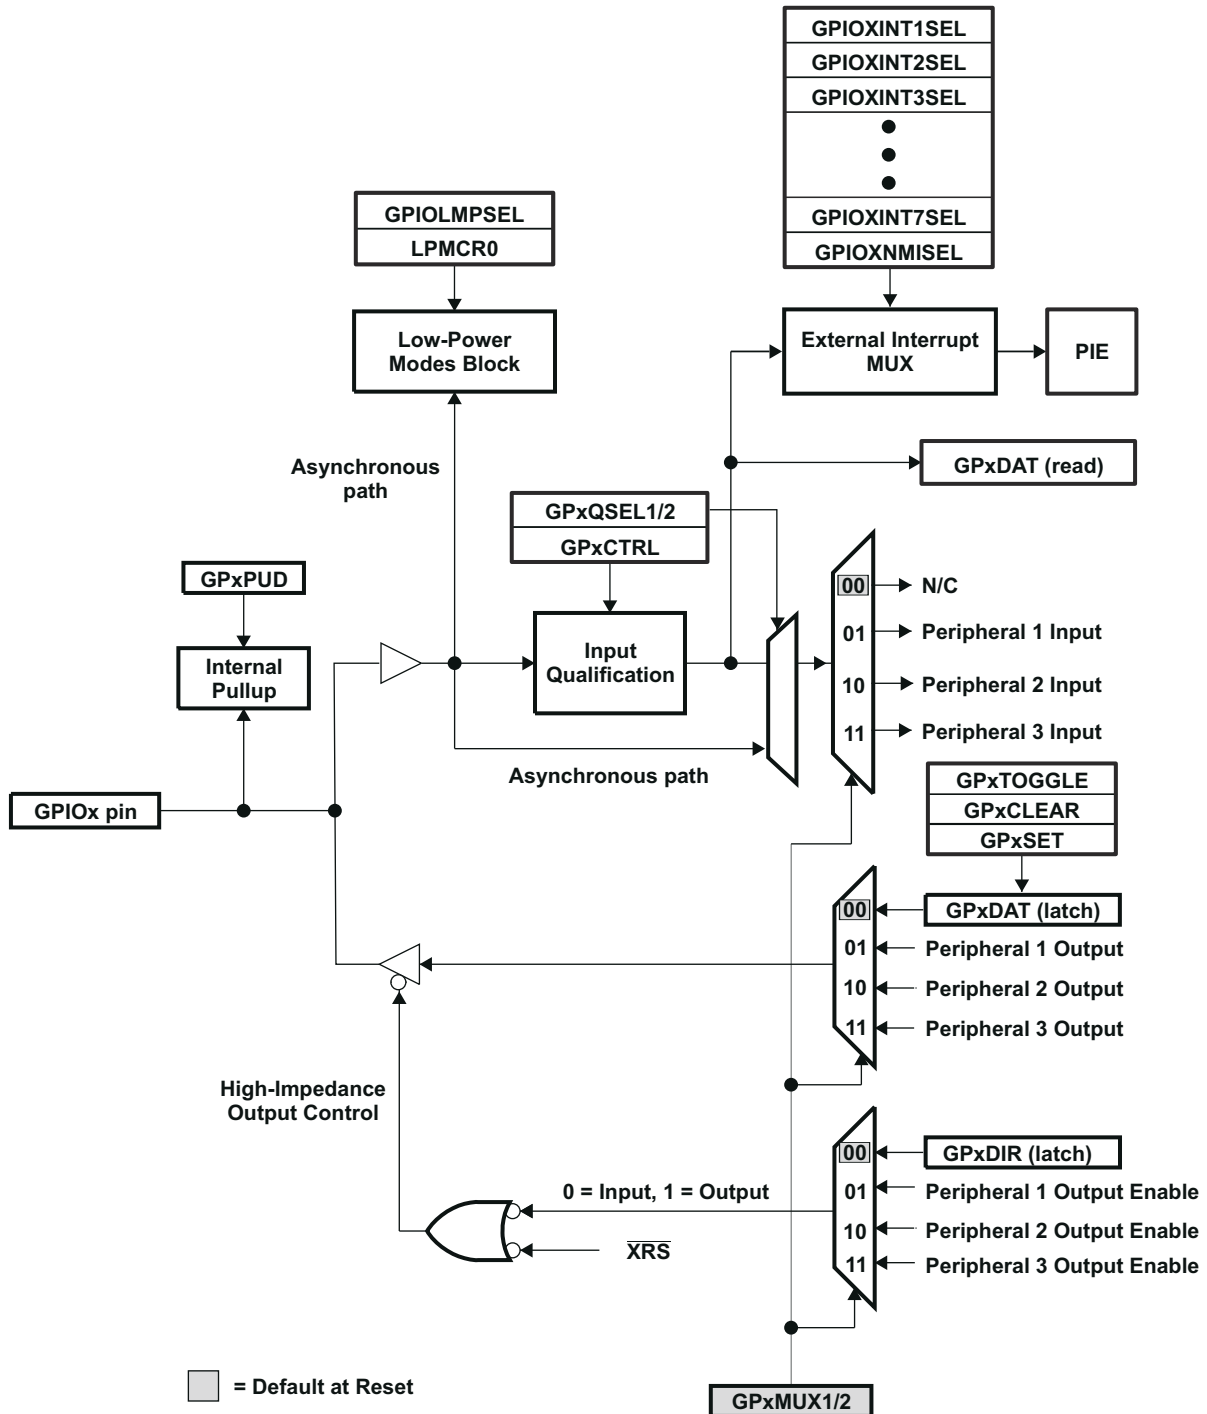 GPIOXINT1SEL
GPIOXINT2SEL
GPIOXINT3SEL
GPIOXINT7SEL
GPIOXNMISEL
GPIOLMPSEL
LPMCR0
Low-Power
Modes Block
External Interrupt
MUX
PIE
Asynchronous
path
GPxDAT (read)
GPxQSEL1/2
GPxCTRL
GPxPUD
Internal
Pullup
Input
Qualification
00
N/C
01
Peripheral 1 Input
10
Peripheral 2 Input
11
Peripheral 3 Input
Asynchronous path
GPIOx pin
GPxTOGGLE
GPxCLEAR
GPxSET
00
GPxDAT (latch)
01
Peripheral 1 Output
10
Peripheral 2 Output
11
Peripheral 3 Output
High-Impedance
Output Control
00
GPxDIR (latch)
0 = Input, 1 = Output
01
Peripheral 1 Output Enable
10
Peripheral 2 Output Enable
11
Peripheral 3 Output Enable
XRS
= Default at Reset
GPxMUX1/2